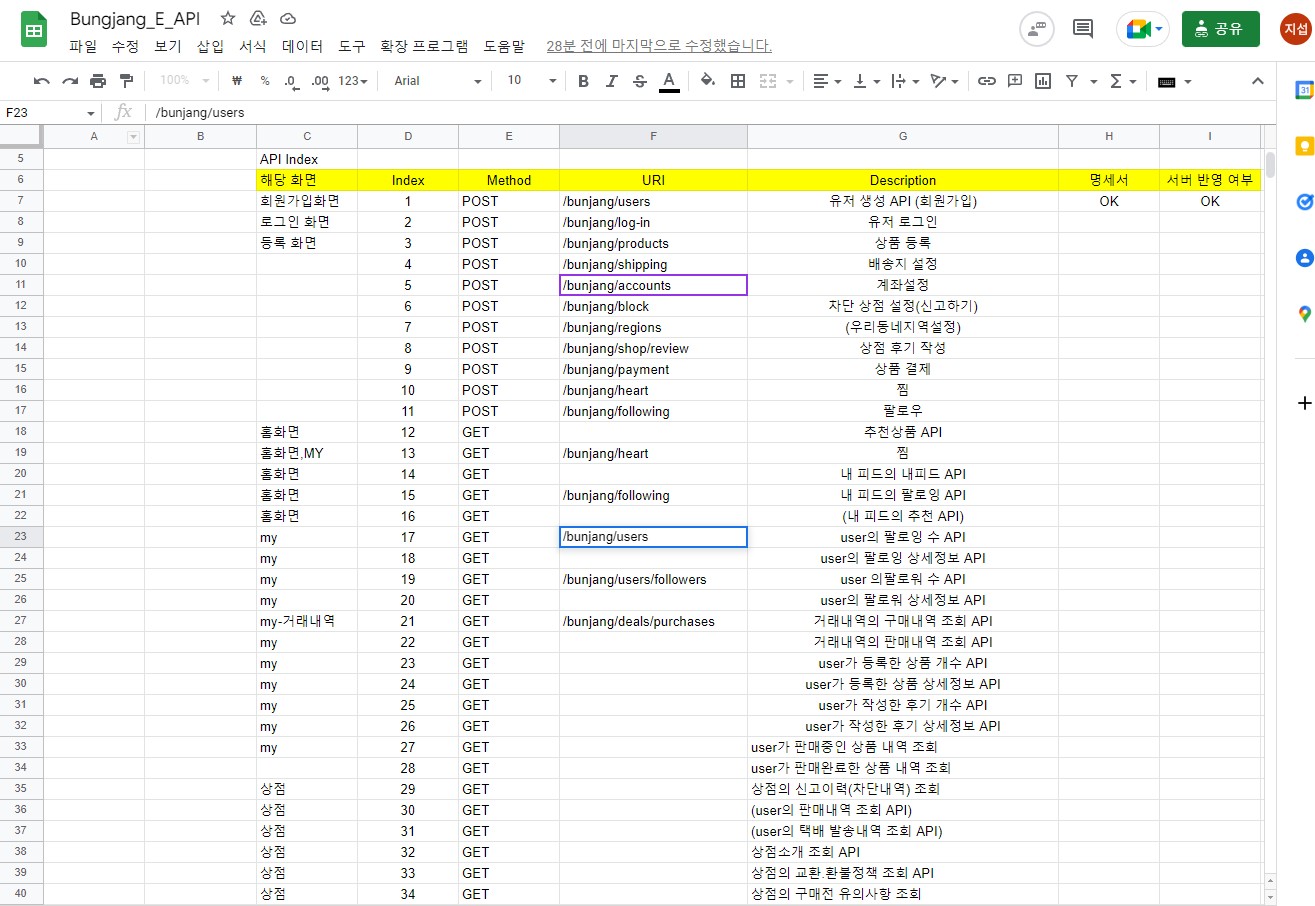 Bungjang_E_API
파일 수정 보기 삽입 서식 데이터 도구 확장 프로그램 도움말 28분 전에 마지막으로 수정했습니다.
공유
지섭
100% ₩ % .0 .00 123 Arial 10 B I S A
31
F23 fx /bunjang/users
A B C D E F G H I
5 API Index
6 해당 화면 Index Method URI Description 명세서 서버 반영 여부
7 회원가입화면 1 POST /bunjang/users 유저 생성 API (회원가입) OK OK
8 로그인 화면 2 POST /bunjang/log-in 유저 로그인
9 등록 화면 3 POST /bunjang/products 상품 등록
10 4 POST /bunjang/shipping 배송지 설정
11 5 POST /bunjang/accounts 계좌설정
12 6 POST /bunjang/block 차단 상점 설정(신고하기)
13 7 POST /bunjang/regions (우리동네지역설정)
14 8 POST /bunjang/shop/review 상점 후기 작성
15 9 POST /bunjang/payment 상품 결제
16 10 POST /bunjang/heart 찜
17 11 POST /bunjang/following 팔로우
18 홈화면 12 GET 추천상품 API
19 홈화면,MY 13 GET /bunjang/heart 찜
20 홈화면 14 GET 내 피드의 내피드 API
21 홈화면 15 GET /bunjang/following 내 피드의 팔로잉 API
22 홈화면 16 GET (내 피드의 추천 API)
23 my 17 GET /bunjang/users user의 팔로잉 수 API
24 my 18 GET user의 팔로잉 상세정보 API
25 my 19 GET /bunjang/users/followers user 의팔로워 수 API
26 my 20 GET user의 팔로워 상세정보 API
27 my-거래내역 21 GET /bunjang/deals/purchases 거래내역의 구매내역 조회 API
28 my 22 GET 거래내역의 판매내역 조회 API
29 my 23 GET user가 등록한 상품 개수 API
30 my 24 GET user가 등록한 상품 상세정보 API
31 my 25 GET user가 작성한 후기 개수 API
32 my 26 GET user가 작성한 후기 상세정보 API
33 my 27 GET user가 판매중인 상품 내역 조회
34 28 GET user가 판매완료한 상품 내역 조회
35 상점 29 GET 상점의 신고이력(차단내역) 조회
36 상점 30 GET (user의 판매내역 조회 API)
37 상점 31 GET (user의 택배 발송내역 조회 API)
38 상점 32 GET 상점소개 조회 API
39 상점 33 GET 상점의 교환.환불정책 조회 API
40 상점 34 GET 상점의 구매전 유의사항 조회